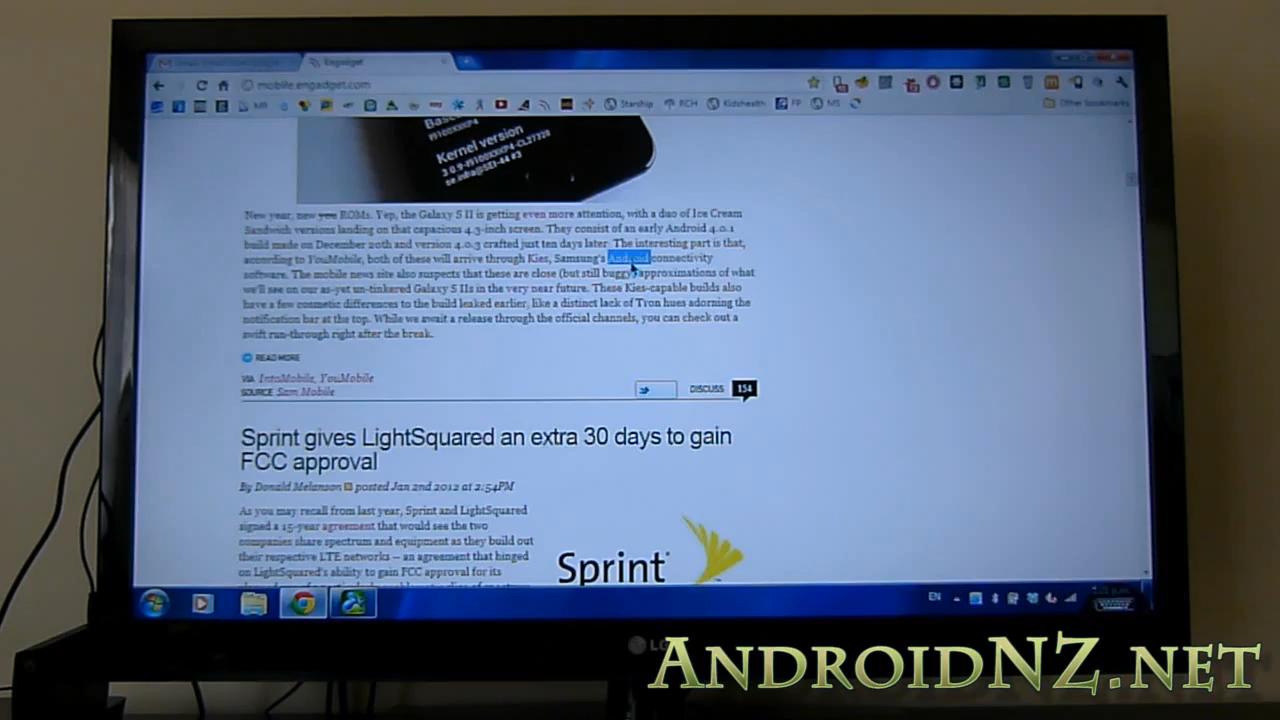 Engadget
mobile.engadget.com
Starship RCH Kidshealth FP MS Other bookmarks
Kernel version
New year, new you ROMs. Yep, the Galaxy S II is getting even more attention, with a duo of Ice Cream
Sandwich versions landing on that capacious 4.3-inch screen. They consist of an early Android 4.0.1
build made on December 20th and version 4.0.3 crafted just ten days later. The interesting part is that,
according to YouMobile, both of these will arrive through Kies, Samsung's Android connectivity
software. The mobile news site also suspects that these are close (but still buggy) approximations of what
we'll see on our as-yet un-tinkered Galaxy S IIs in the very near future. These Kies-capable builds also
have a few cosmetic differences to the build leaked earlier, like a distinct lack of Tron hues adorning the
notification bar at the top. While we await a release through the official channels, you can check out a
swift run-through right after the break.
READ MORE
VIA IntoMobile, YouMobile
SOURCE Sam Mobile
DISCUSS 134
Sprint gives LightSquared an extra 30 days to gain
FCC approval
By Donald Melanson posted Jan 2nd 2012 at 2:54PM
As you may recall from last year, Sprint and LightSquared
signed a 15-year agreement that would see the two
companies share spectrum and equipment as they build out
their respective LTE networks -- an agreement that hinged
on LightSquared's ability to gain FCC approval for its
Sprint
EN
LG
AndroidNZ.net